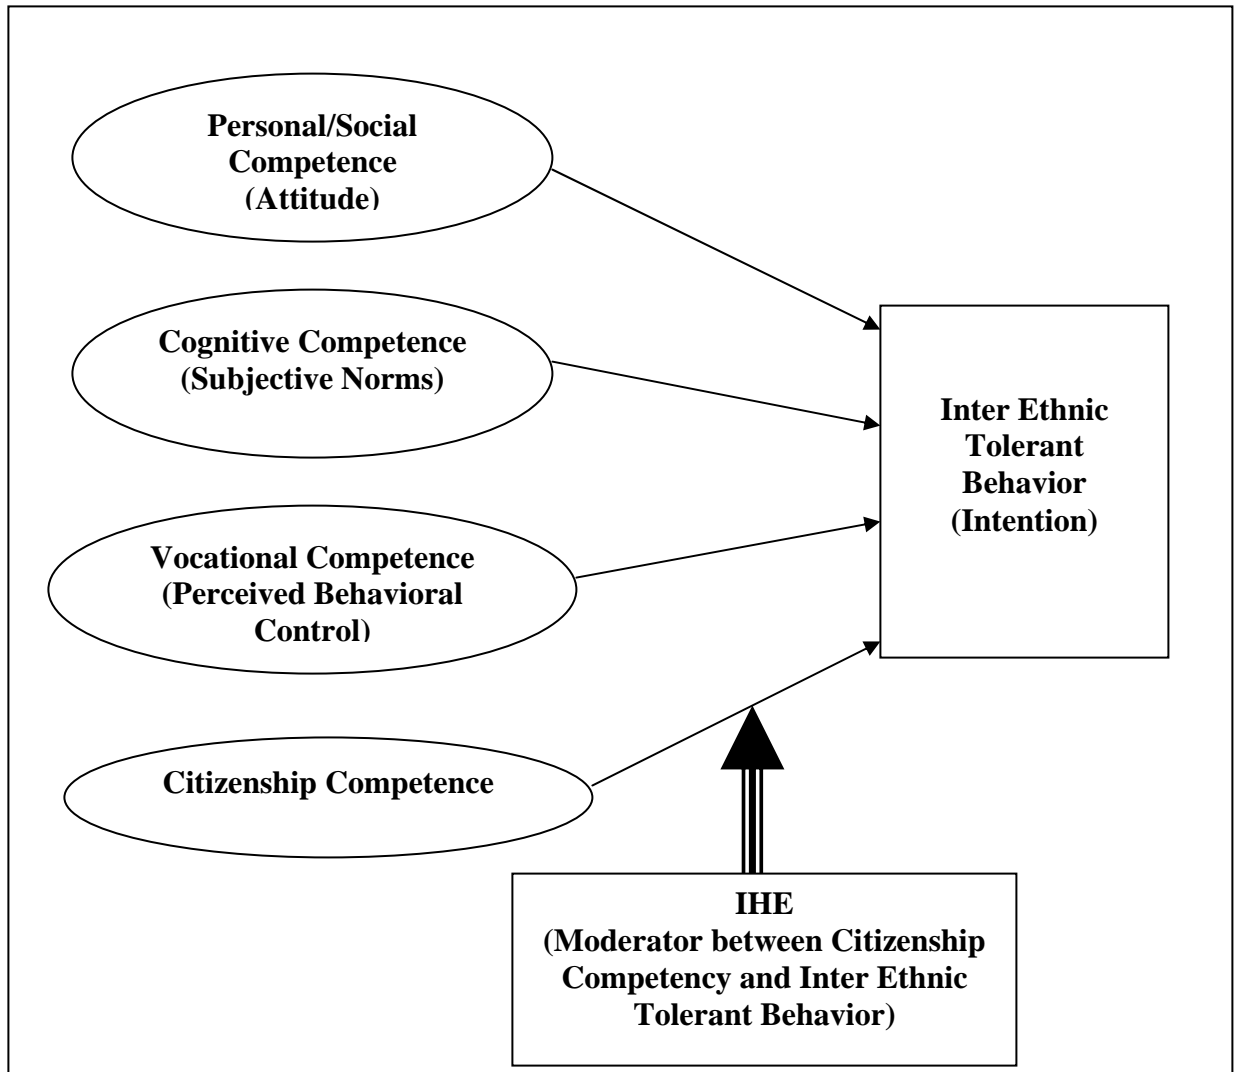 Personal/Social
Competence
(Attitude)
Cognitive Competence
(Subjective Norms)
Vocational Competence
(Perceived Behavioral
Control)
Citizenship Competence
Inter Ethnic
Tolerant
Behavior
(Intention)
IHE
(Moderator between Citizenship
Competency and Inter Ethnic
Tolerant Behavior)